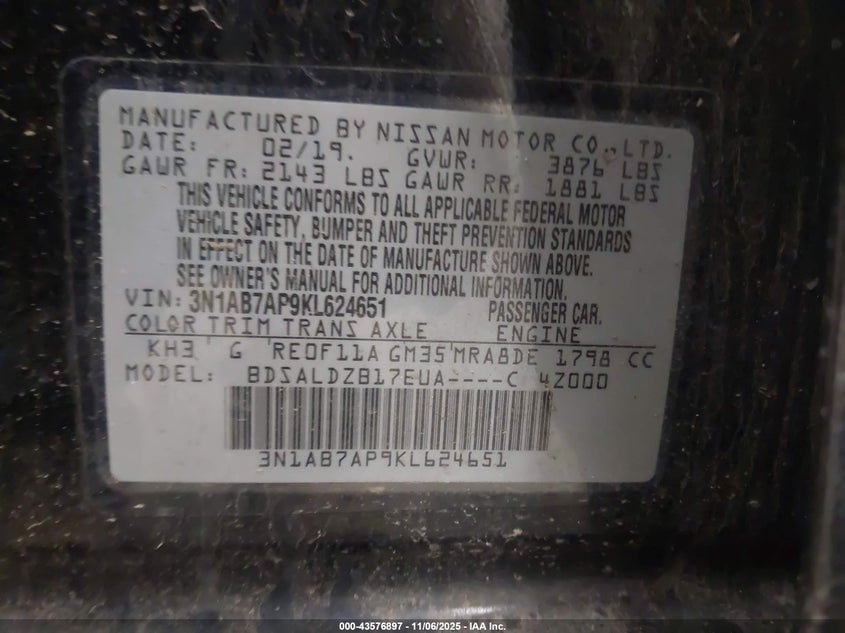 MANUFACTURED BY NISSAN MOTOR CO.,LTD.
DATE: 02/19. GVWR: 3876 LBS
GAWR FR: 2143 LBS GAWR RR: 1881 LBS
THIS VEHICLE CONFORMS TO ALL APPLICABLE FEDERAL MOTOR
VEHICLE SAFETY, BUMPER AND THEFT PREVENTION STANDARDS
IN EFFECT ON THE DATE OF MANUFACTURE SHOWN ABOVE.
SEE OWNER'S MANUAL FOR ADDITIONAL INFORMATION.
VIN: 3N1AB7AP9KL624651 PASSENGER CAR.
COLOR TRIM TRANS AXLE ENGINE
KH3 G RE0F11A GM35 MRA8DE 1798 CC
MODEL: BDSALDZB17EUA----C 4Z000
3N1AB7AP9KL624651
000-43576897 - 11/06/2025 - IAA Inc.